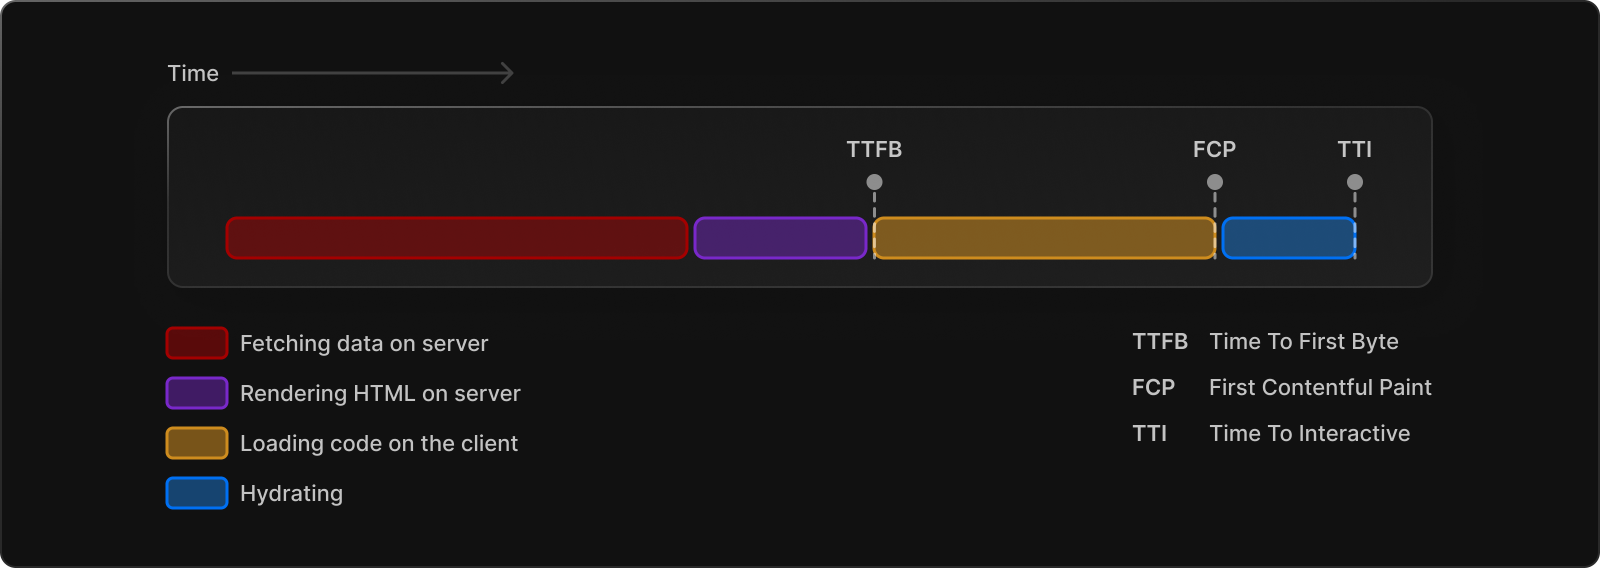 Time
TTFB
FCP
TTI
Fetching data on server
Rendering HTML on server
Loading code on the client
Hydrating
TTFB Time To First Byte
FCP First Contentful Paint
TTI Time To Interactive